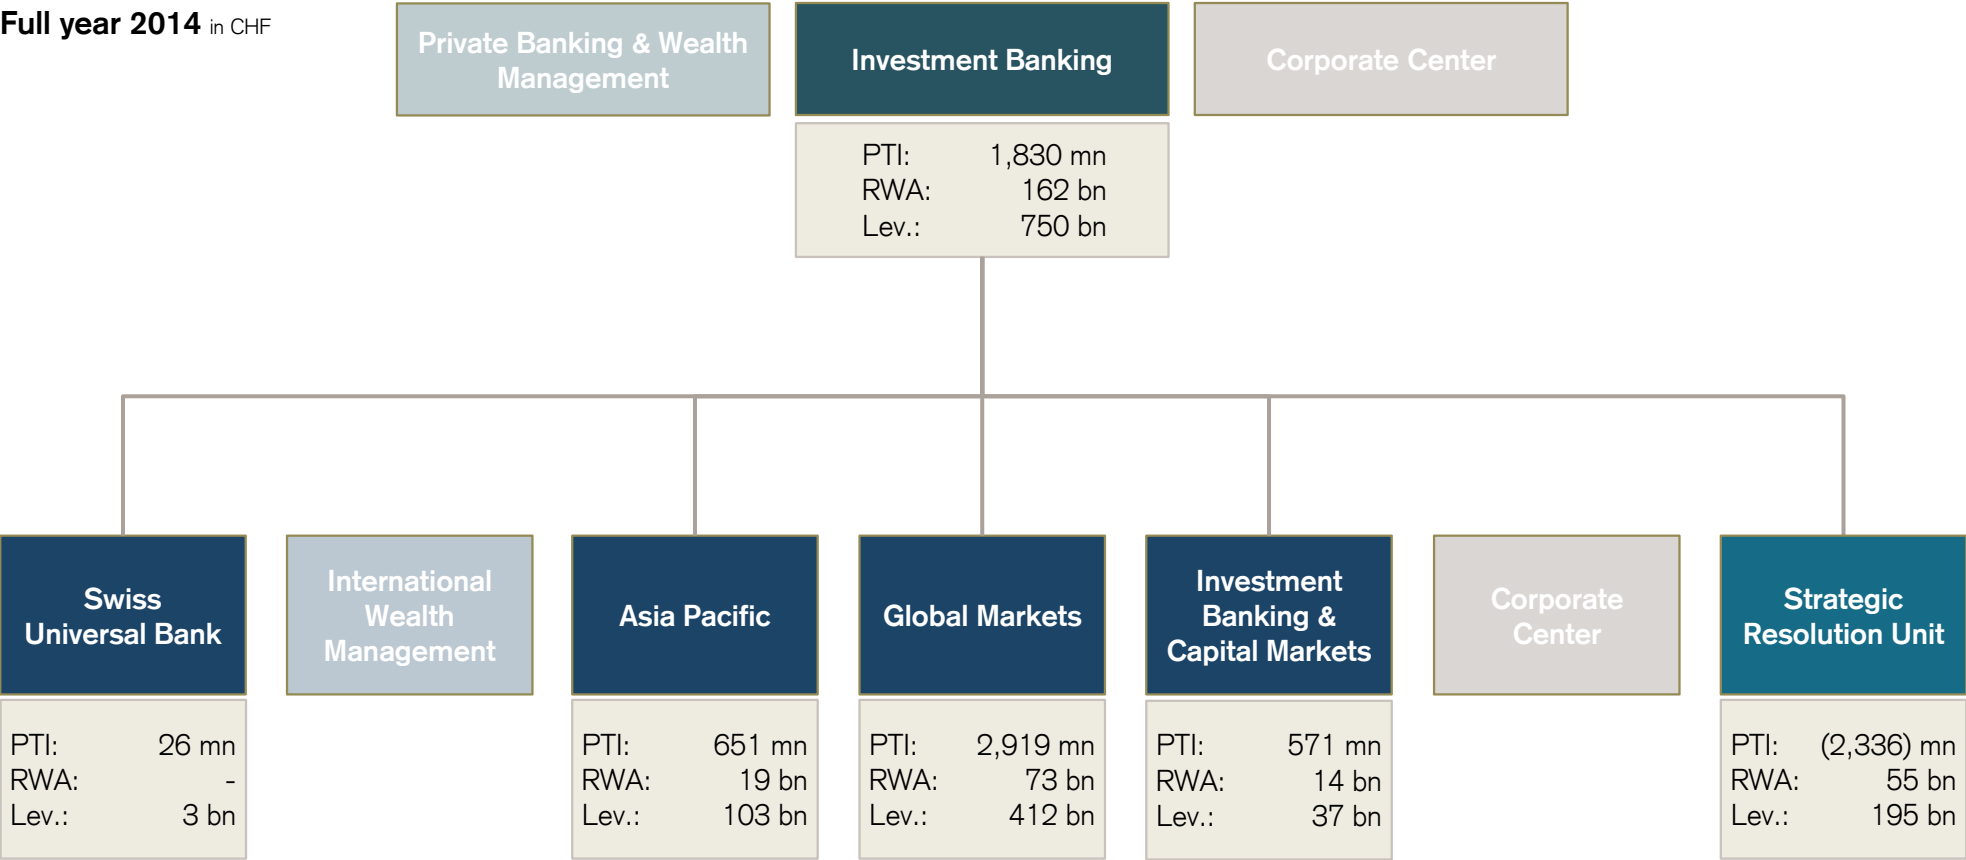 Full year 2014 in CHF
Private Banking & Wealth
Management
Investment Banking
Corporate Center
PTI: 1,830 mn
RWA: 162 bn
Lev.: 750 bn
Swiss
Universal Bank
International
Wealth
Management
Asia Pacific
Global Markets
Investment
Banking &
Capital Markets
Corporate
Center
Strategic
Resolution Unit
PTI: 26 mn
RWA: -
Lev.: 3 bn
PTI: 651 mn
RWA: 19 bn
Lev.: 103 bn
PTI: 2,919 mn
RWA: 73 bn
Lev.: 412 bn
PTI: 571 mn
RWA: 14 bn
Lev.: 37 bn
PTI: (2,336) mn
RWA: 55 bn
Lev.: 195 bn